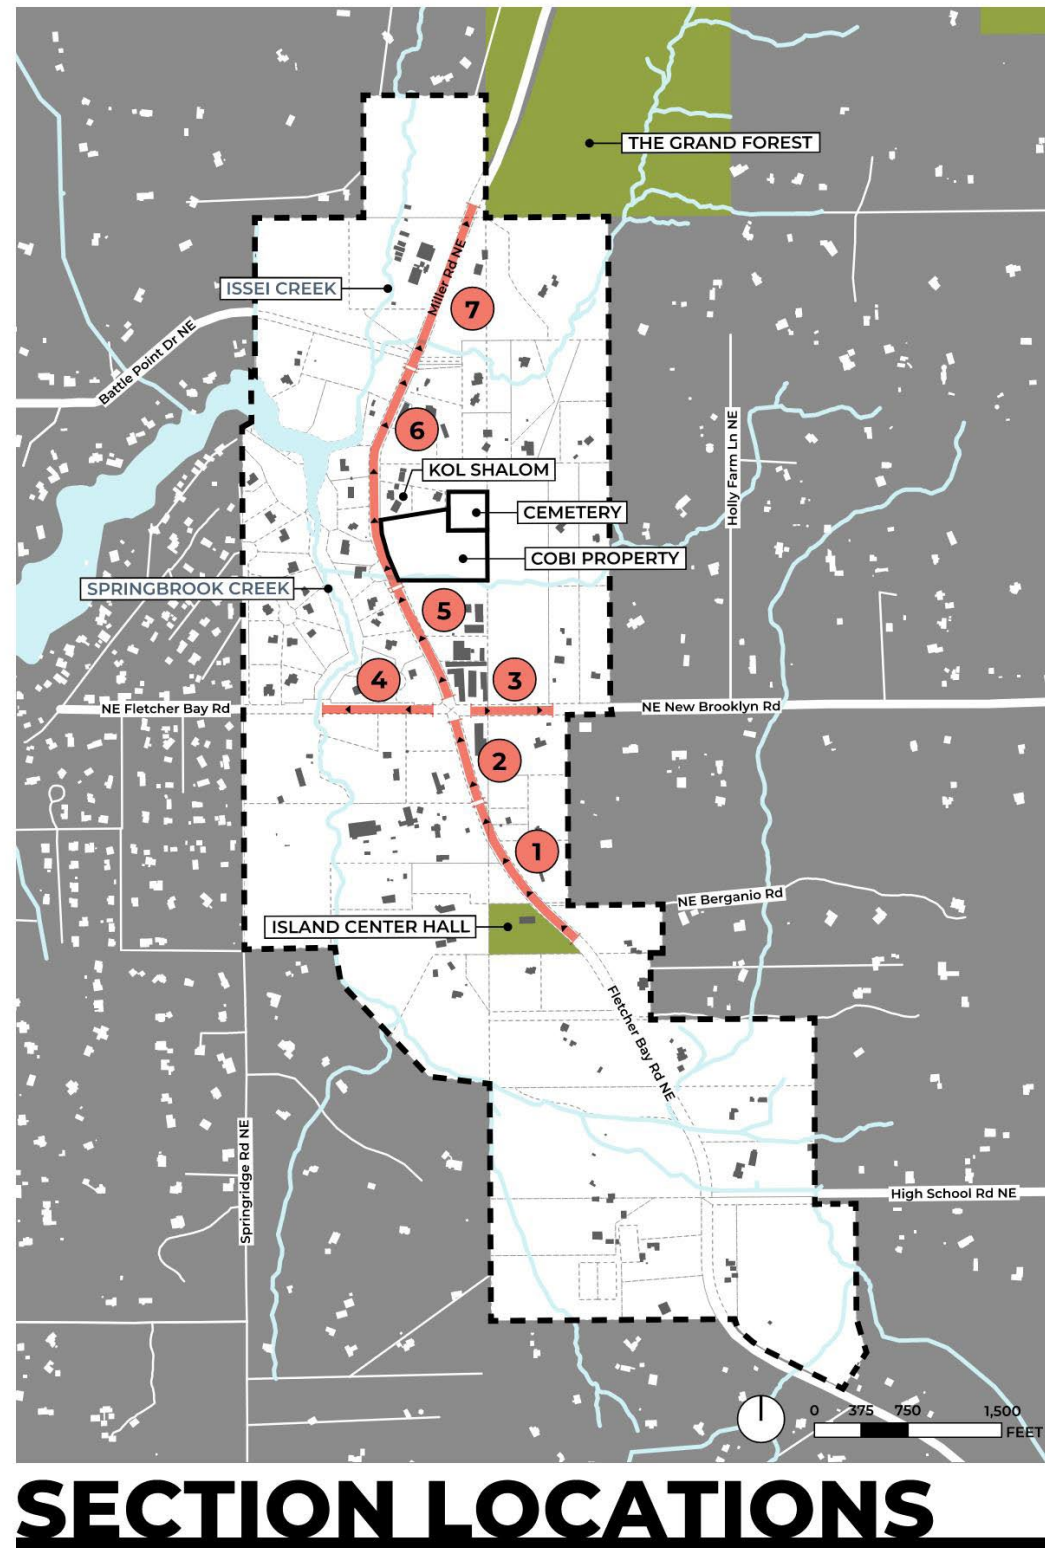 THE GRAND FOREST
Miller Rd NE
ISSEI CREEK
7
Battle Point Dr NE
6
KOL SHALOM
Holly Farm Ln NE
CEMETERY
COBI PROPERTY
SPRINGBROOK CREEK
5
4
3
NE Fletcher Bay Rd
NE New Brooklyn Rd
2
1
NE Berganio Rd
ISLAND CENTER HALL
Fletcher Bay Rd NE
Springridge Rd NE
High School Rd NE
0 375 750 1,500
FEET
SECTION LOCATIONS